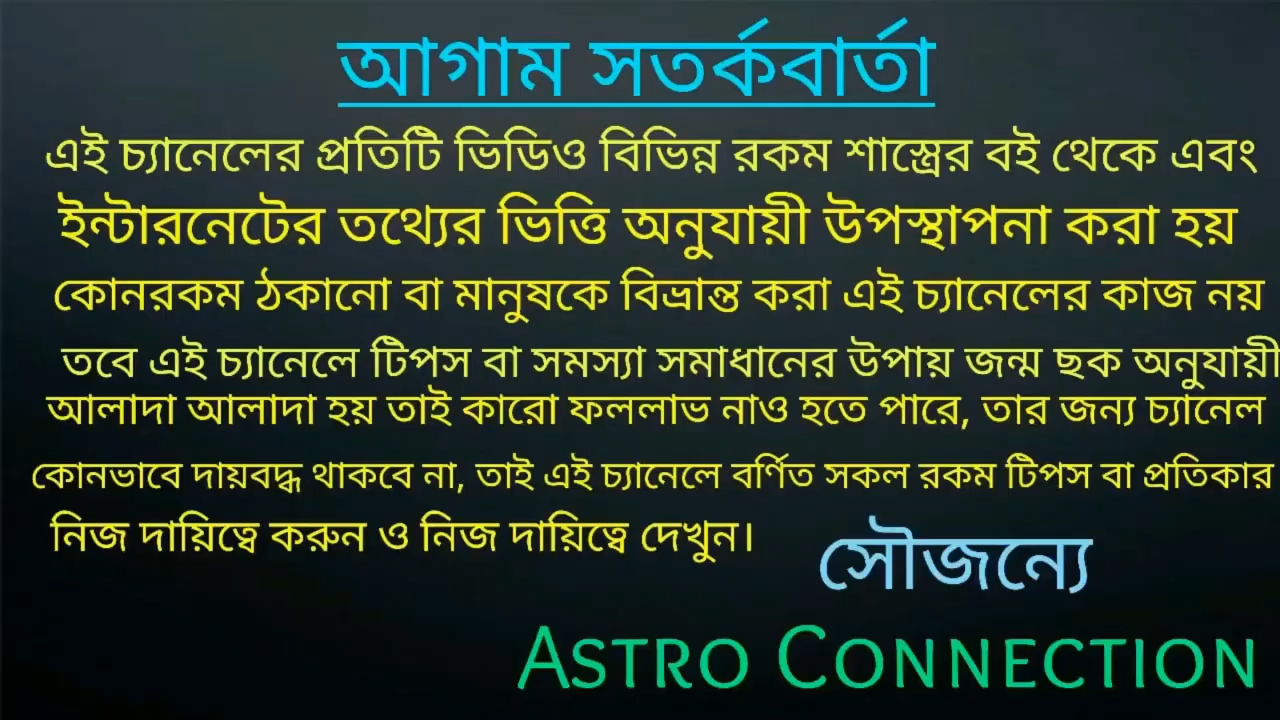 আগাম সতর্কবার্তা
এই চ্যানেলের প্রতিটি ভিডিও বিভিন্ন রকম শাস্ত্রের বই থেকে এবং
ইন্টারনেটের তথ্যের ভিত্তি অনুযায়ী উপস্থাপনা করা হয়
কোনরকম ঠকানো বা মানুষকে বিভ্রান্ত করা এই চ্যানেলের কাজ নয়
তবে এই চ্যানেলে টিপস বা সমস্যা সমাধানের উপায় জন্ম ছক অনুযায়ী
আলাদা আলাদা হয় তাই কারো ফললাভ নাও হতে পারে, তার জন্য চ্যানেল
কোনভাবে দায়বদ্ধ থাকবে না, তাই এই চ্যানেলে বর্ণিত সকল রকম টিপস বা প্রতিকার
নিজ দায়িত্বে করুন ও নিজ দায়িত্বে দেখুন।
সৌজন্যে
ASTRO CONNECTION